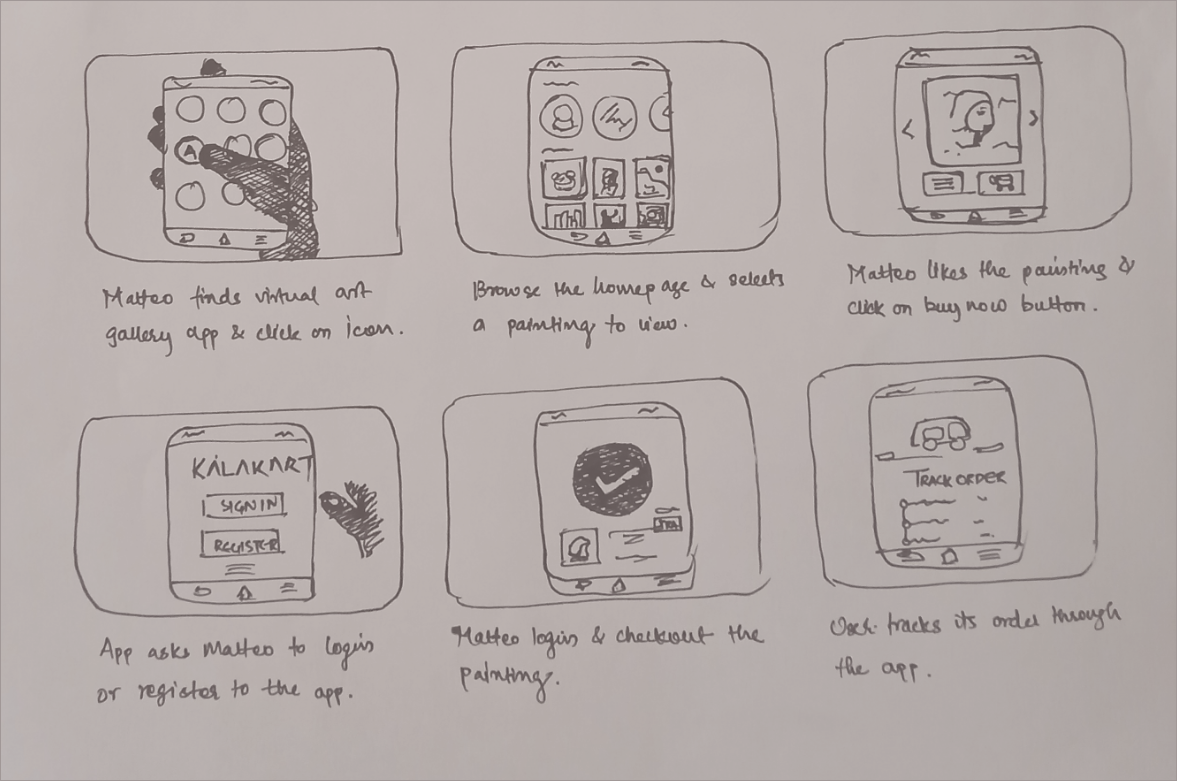 A
Matteo finds virtual art
gallery app & click on icon.
Browse the homepage & selects
a painting to view.
Matteo likes the painting &
click on buy now button.
KALAKART
SIGN IN
REGISTER
App asks Matteo to login
or register to the app.
Matteo login & checkout the
painting.
TRACK ORDER
User tracks its order through
the app.